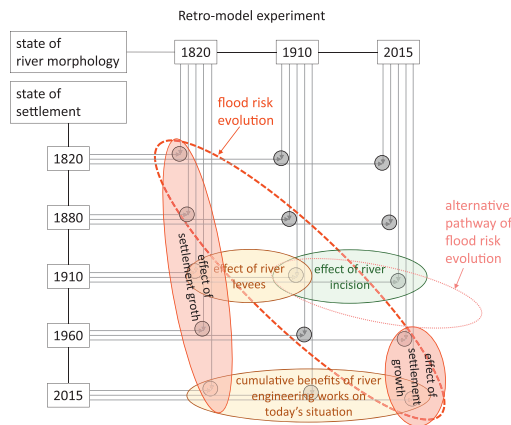 Retro-model experiment
state of
river morphology
1820
1910
2015
state of
settlement
flood risk
evolution
1820
1880
1910
1960
2015
alternative
pathway of
flood risk
evolution
effect of
settlement groth
effect of river
levees
effect of river
incision
effect of
settlement
growth
cumulative benefits of river
engineering works on
today's situation